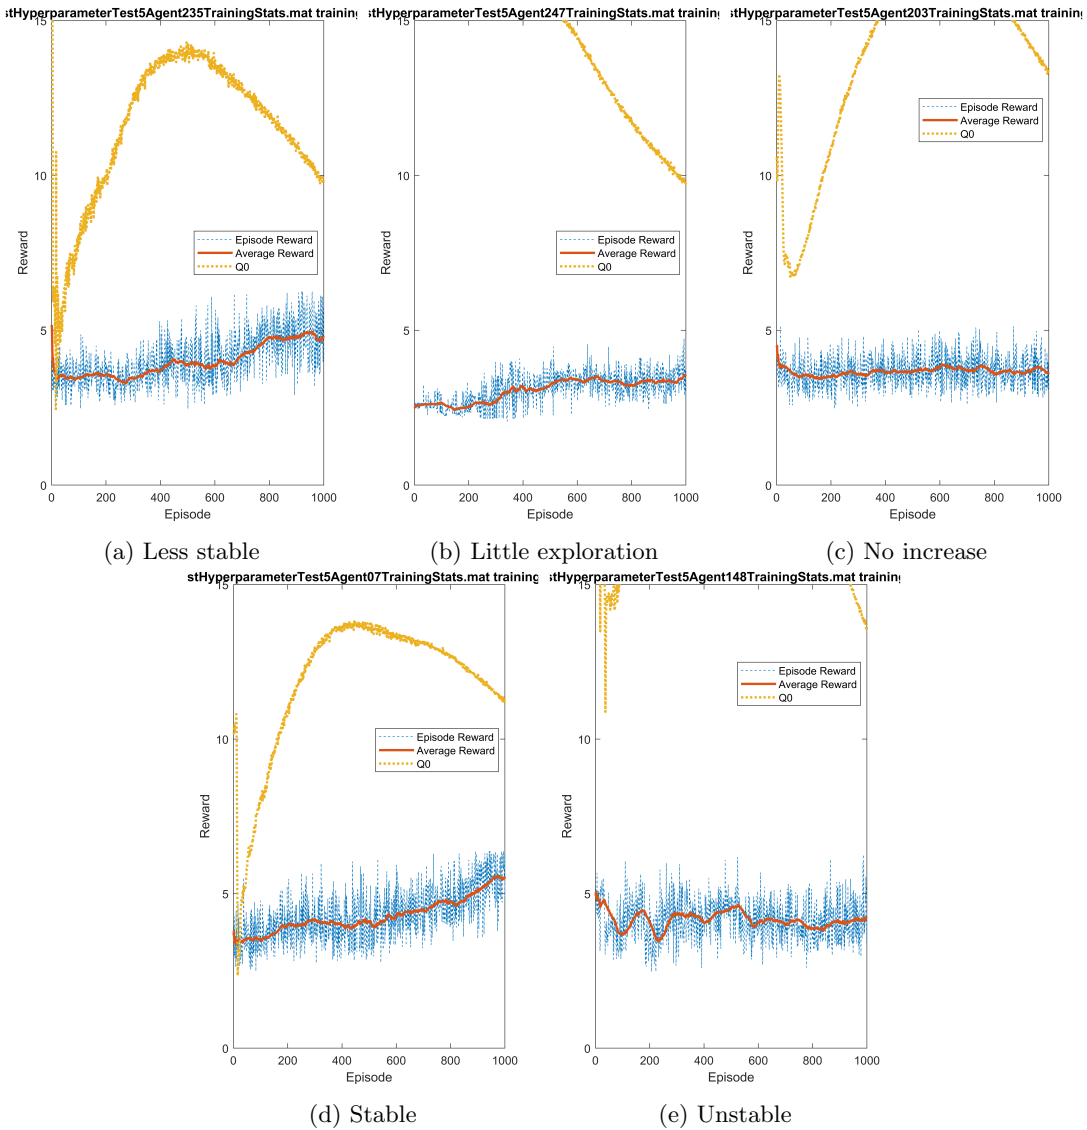 stHyperparameterTest5Agent235TrainingStats.mat training
15
10
5
0
Reward
Episode Reward
Average Reward
Q0
0 200 400 600 800 1000
Episode
(a) Less stable
stHyperparameterTest5Agent247TrainingStats.mat training
15
10
5
0
Reward
Episode Reward
Average Reward
Q0
0 200 400 600 800 1000
Episode
(b) Little exploration
stHyperparameterTest5Agent203TrainingStats.mat training
15
10
5
0
Reward
Episode Reward
Average Reward
Q0
0 200 400 600 800 1000
Episode
(c) No increase
stHyperparameterTest5Agent07TrainingStats.mat training
15
10
5
0
Reward
Episode Reward
Average Reward
Q0
0 200 400 600 800 1000
Episode
(d) Stable
stHyperparameterTest5Agent148TrainingStats.mat training
15
10
5
0
Reward
Episode Reward
Average Reward
Q0
0 200 400 600 800 1000
Episode
(e) Unstable